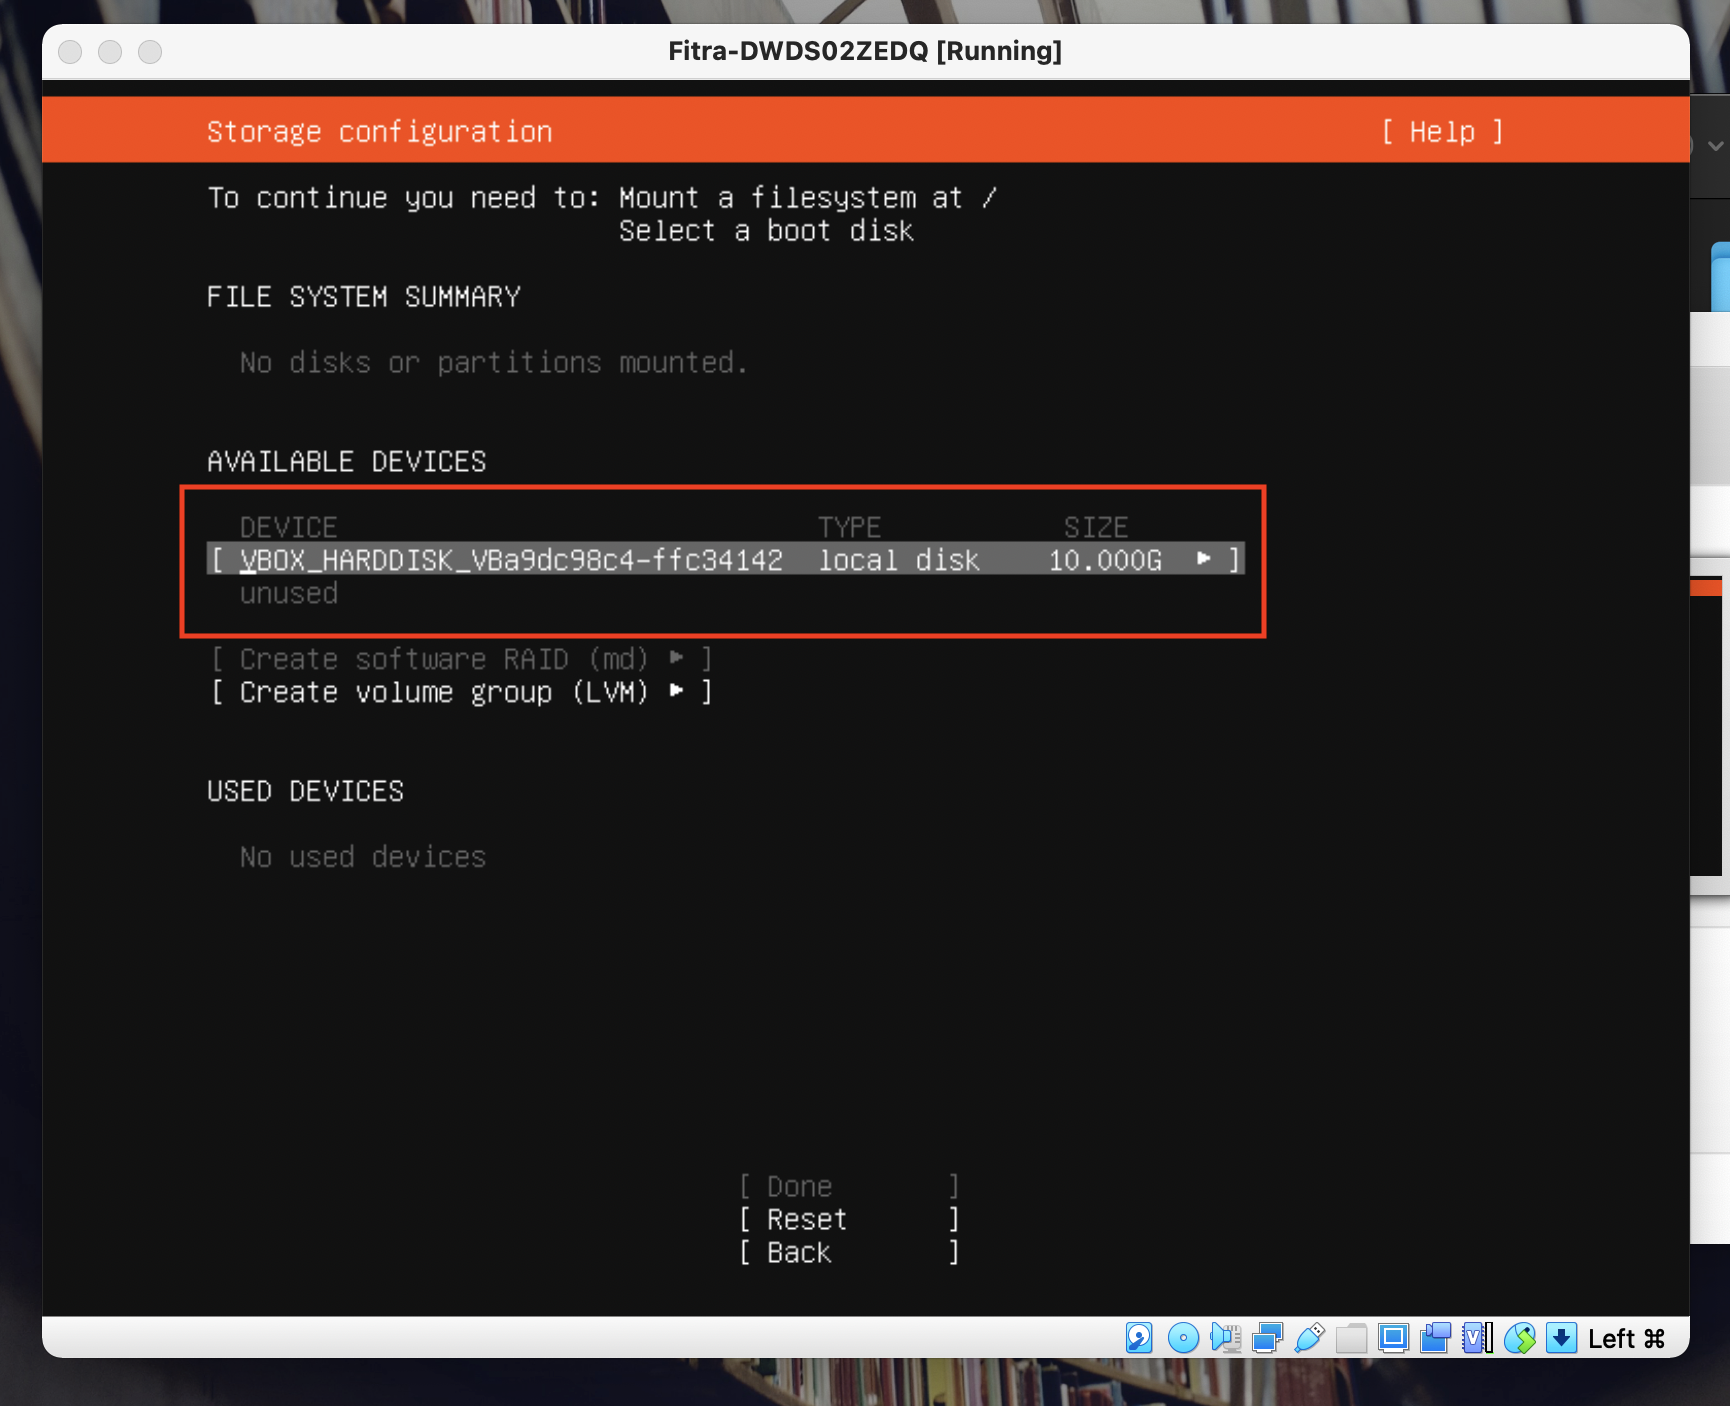 Fitra-DWDS02ZEDQ [Running]
Storage configuration [ Help ]
To continue you need to: Mount a filesystem at /
Select a boot disk
FILE SYSTEM SUMMARY
No disks or partitions mounted.
AVAILABLE DEVICES
DEVICE TYPE SIZE
[ VBOX_HARDDISK_VBa9dc98c4-ffc34142 local disk 10.000G ▸ ]
unused
[ Create software RAID (md) ▸ ]
[ Create volume group (LVM) ▸ ]
USED DEVICES
No used devices
[ Done ]
[ Reset ]
[ Back ]
Left ⌘